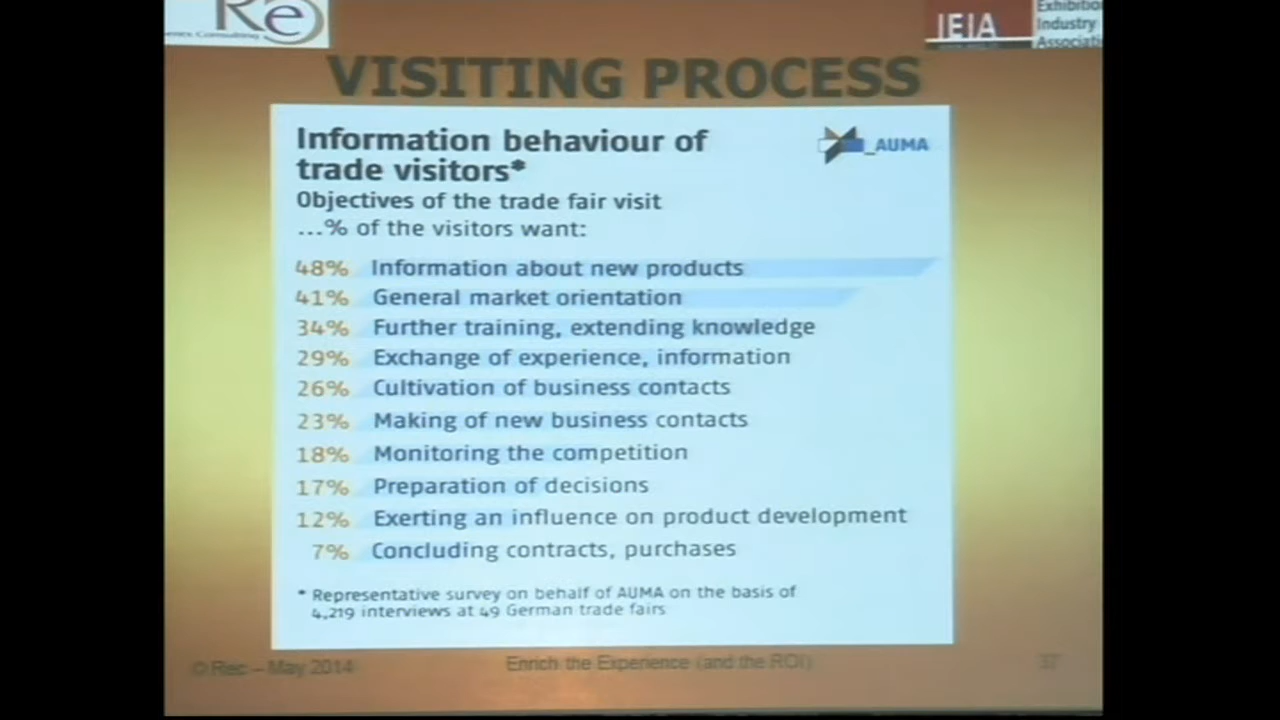 Re
IEIA
Exhibitio
Industry
Associati
VISITING PROCESS
Information behaviour of
trade visitors*
_AUMA
Objectives of the trade fair visit
...% of the visitors want:
48% Information about new products
41% General market orientation
34% Further training, extending knowledge
29% Exchange of experience, information
26% Cultivation of business contacts
23% Making of new business contacts
18% Monitoring the competition
17% Preparation of decisions
12% Exerting an influence on product development
7% Concluding contracts, purchases
* Representative survey on behalf of AUMA on the basis of
4,219 interviews at 49 German trade fairs
© Rec – May 2014
Enrich the Experience (and the ROI)
37